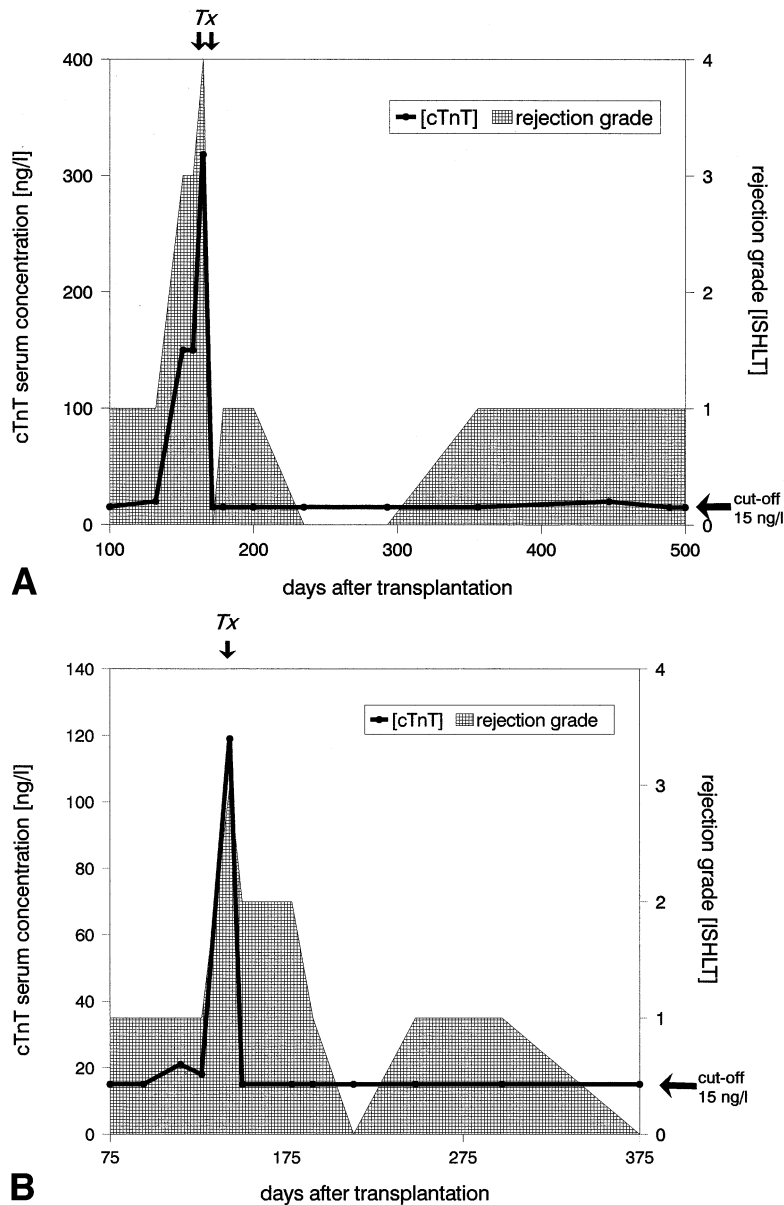 Tx
400
300
200
100
0
4
3
2
1
0
cTnT serum concentration [ng/l]
[cTnT] rejection grade
rejection grade [ISHLT]
cut-off
15 ng/l
100 200 300 400 500
days after transplantation
A
Tx
140
120
100
80
60
40
20
0
4
3
2
1
0
cTnT serum concentration [ng/l]
[cTnT] rejection grade
rejection grade [ISHLT]
cut-off
15 ng/l
75 175 275 375
days after transplantation
B